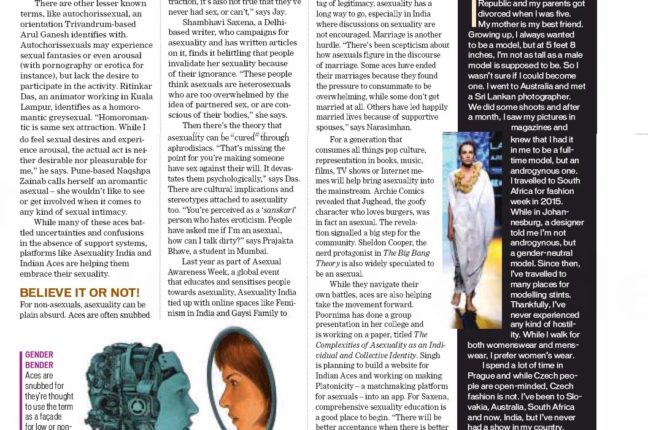 There are other lesser known
terms, like autochorissexual, an
orientation Trivandrum-based
Arul Ganesh identifies with.
Autochorissexuals may experience
sexual fantasies or even arousal
(with pornography or erotica for
instance), but lack the desire to
participate in the activity. Ritinkar
Das, an animator working in Kuala
Lampur, identifies as a homoro-
mantic greysexual. “Homoroman-
tic is same sex attraction. While I
do feel sexual desires and experi-
ence arousal, the actual act is nei-
ther desirable nor pleasurable for
me,” he says. Pune-based Naqshpa
Zainab calls herself an aromantic
asexual – she wouldn’t like to see
or get involved when it comes to
any kind of sexual intimacy.
While many of these aces bat-
tled uncertainties and confusions
in the absence of support systems,
platforms like Asexuality India and
Indian Aces are helping them
embrace their sexuality.
BELIEVE IT OR NOT!
For non-asexuals, asexuality can be
plain absurd. Aces are often snubbed
GENDER
BENDER
Aces are
snubbed for
they’re thought
to use the term
as a façade
for low or non-
traction, it’s also not true that they’ve
never had sex, or can’t,” says Jay.
Shambhavi Saxena, a Delhi-
based writer, who campaigns for
asexuality and has written articles
on it, finds it belittling that people
invalidate her sexuality because
of their ignorance. “These people
think asexuals are heterosexuals
who are too overwhelmed by the
idea of partnered sex, or are con-
scious of their bodies,” she says.
Then there’s the theory that
asexuality can be “cured” through
aphrodisiacs. “That’s missing the
point for you’re making someone
have sex against their will. It devas-
tates them psychologically,” says Das.
There are cultural implications and
stereotypes attached to asexuality
too. “You’re perceived as a ‘sanskari’
person who hates eroticism. People
have asked me if I’m an asexual,
how can I talk dirty?” says Prajakta
Bhave, a student in Mumbai.
Last year as part of Asexual
Awareness Week, a global event
that educates and sensitises people
towards asexuality, Asexuality India
tied up with online spaces like Femi-
nism in India and Gaysi Family to
tag of legitimacy, asexuality has a
long way to go, especially in India
where discussions on sexuality are
not encouraged. Marriage is another
hurdle. “There’s been scepticism about
how asexuals figure in the discourse
of marriage. Some aces have ended
their marriages because they found
the pressure to consummate to be
overwhelming, while some don’t get
married at all. Others have led happily
married lives because of supportive
spouses,” says Narasimhan.
For a generation that
consumes all things pop culture,
representation in books, music,
films, TV shows or Internet me-
mes will help bring asexuality into
the mainstream. Archie Comics
revealed that Jughead, the goofy
character who loves burgers, was
in fact an asexual. The revela-
tion signalled a big step for the
community. Sheldon Cooper, the
nerd protagonist in The Big Bang
Theory is also widely speculated to
be an asexual.
While they navigate their
own battles, aces are also helping
take the movement forward.
Poornima has done a group
presentation in her college and
is working on a paper, titled The
Complexities of Asexuality as an Indi-
vidual and Collective Identity. Singh
is planning to build a website for
Indian Aces and working on making
Platonicity – a matchmaking platform
for asexuals – into an app. For Saxena,
comprehensive sexuality education is
a good place to begin. “There will be
better acceptance when there is better
Republic and my parents got
divorced when I was five.
My mother is my best friend.
Growing up, I always wanted
to be a model, but at 5 feet 8
inches, I’m not as tall as a male
model is supposed to be. So I
wasn’t sure if I could become
one. I went to Australia and met
a Sri Lankan photographer.
We did some shoots and after
a month, I saw my pictures in
magazines and
knew that I had it
in me to be a full-
time model, but an
androgynous one.
I travelled to South
Africa for fashion
week in 2015.
While in Johan-
nesburg, a designer
told me I’m not
androgynous, but
a gender-neutral
model. Since then,
I’ve travelled to
many places for
modelling stints.
Thankfully, I’ve
never experienced
any kind of hostil-
ity. While I walk for
both womenswear and mens-
wear, I prefer women’s wear.
I spend a lot of time in
Prague and while Czech peo-
ple are open-minded, Czech
fashion is not. I’ve been to Slo-
vakia, Australia, South Africa
and now, India, but I’ve never
had a show in my country.